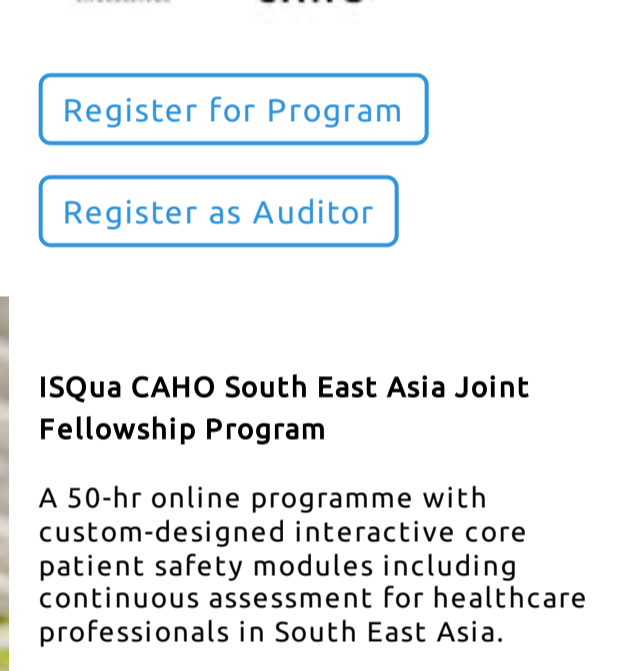 Register for Program
Register as Auditor
ISQua CAHO South East Asia Joint
Fellowship Program
A 50-hr online programme with
custom-designed interactive core
patient safety modules including
continuous assessment for healthcare
professionals in South East Asia.